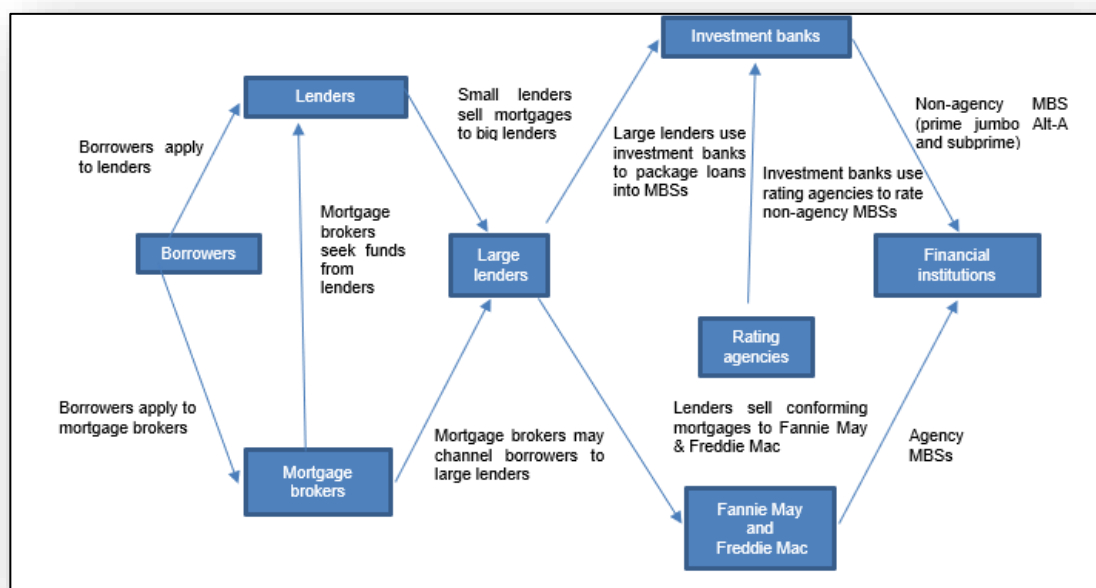 Investment banks
Lenders
Small lenders
sell mortgages
to big lenders
Large lenders use
investment banks
to package loans
into MBSs
Non-agency MBS
(prime jumbo Alt-A
and subprime)
Borrowers apply
to lenders
Investment banks use
rating agencies to rate
non-agency MBSs
Mortgage
brokers
seek funds
from
lenders
Borrowers
Large
lenders
Financial
institutions
Rating
agencies
Borrowers apply to
mortgage brokers
Lenders sell conforming
mortgages to Fannie May
& Freddie Mac
Mortgage brokers may
channel borrowers to
large lenders
Agency
MBSs
Mortgage
brokers
Fannie May
and
Freddie Mac